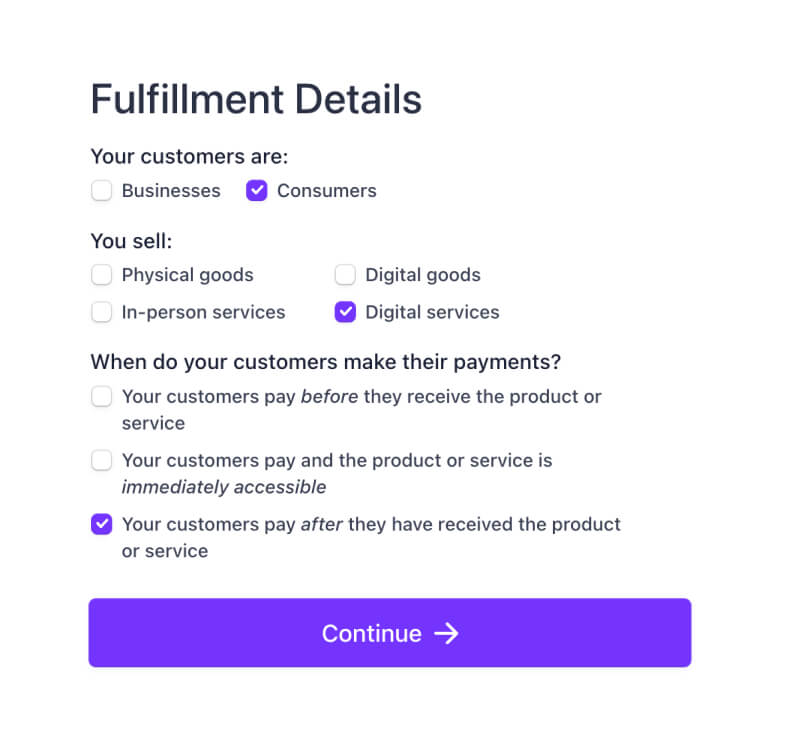 Fulfillment Details
Your customers are:
Businesses Consumers
You sell:
Physical goods Digital goods
In-person services Digital services
When do your customers make their payments?
Your customers pay before they receive the product or
service
Your customers pay and the product or service is
immediately accessible
Your customers pay after they have received the product
or service
Continue →